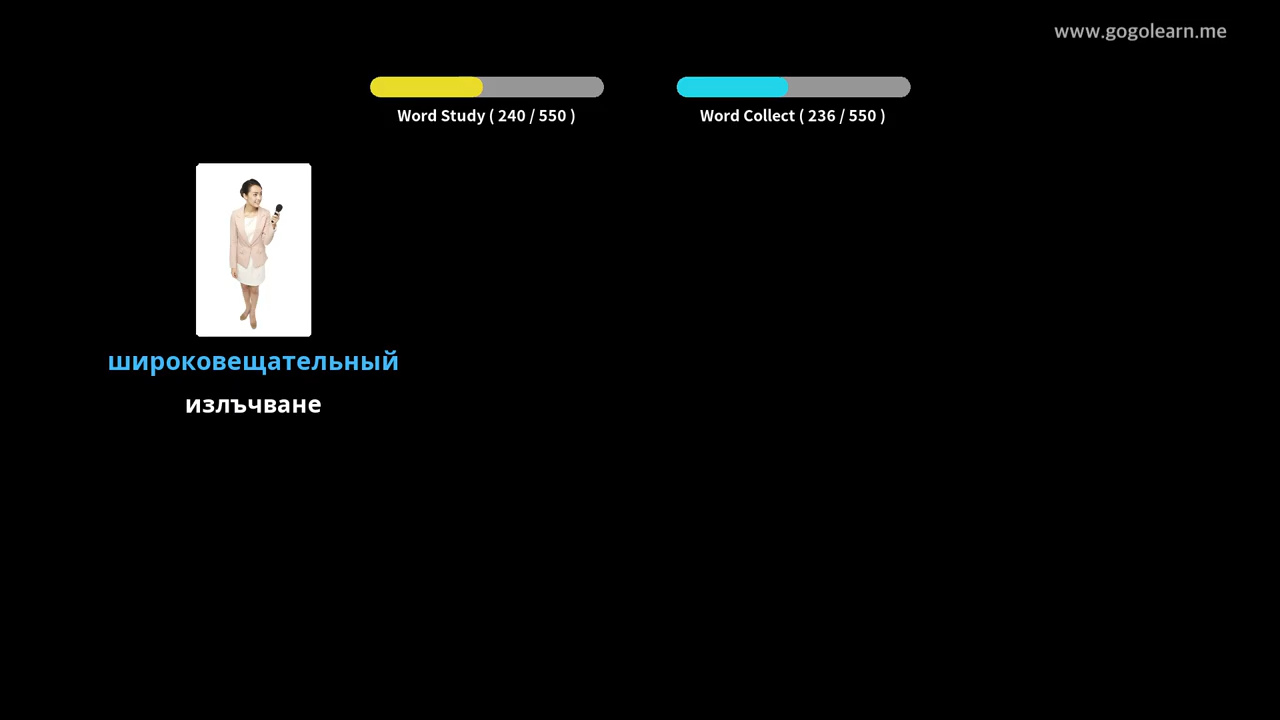 www.gogolearn.me
Word Study ( 240 / 550 )
Word Collect ( 236 / 550 )
широковещательный
излъчване